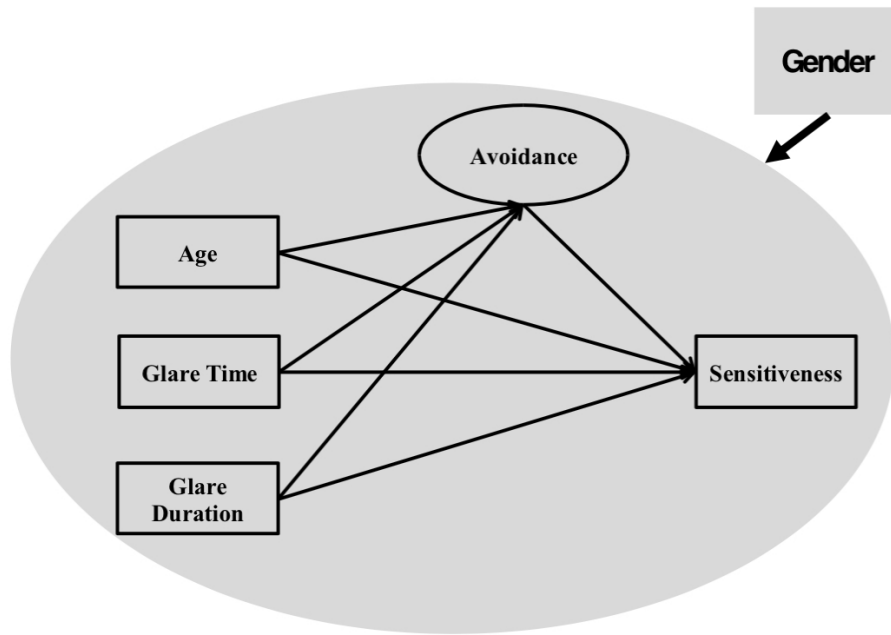 Gender
Avoidance
Age
Glare Time
Sensitiveness
Glare
Duration